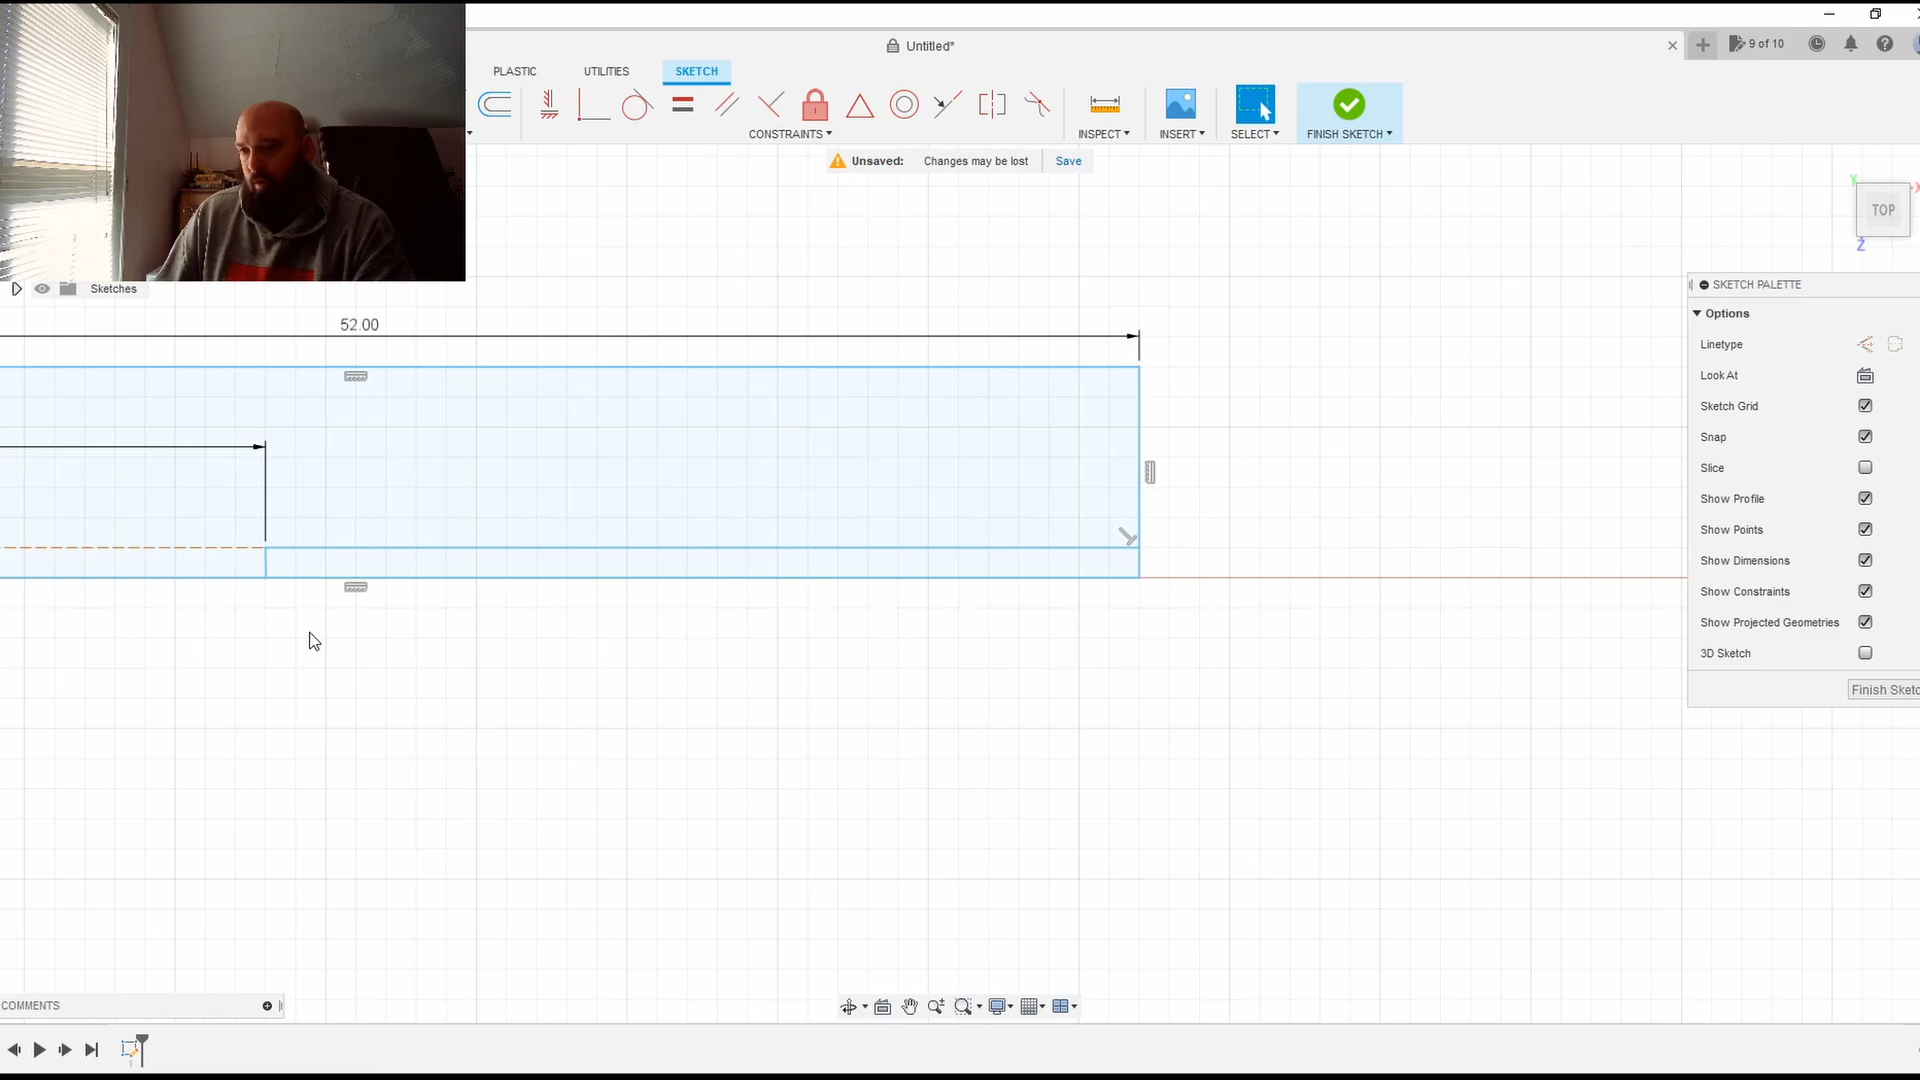 Untitled*
9 of 10
PLASTIC
UTILITIES
SKETCH
CONSTRAINTS
INSPECT
INSERT
SELECT
FINISH SKETCH
Unsaved: Changes may be lost Save
Y
X
TOP
Z
Sketches
SKETCH PALETTE
Options
Linetype
Look At
Sketch Grid
Snap
Slice
Show Profile
Show Points
Show Dimensions
Show Constraints
Show Projected Geometries
3D Sketch
Finish Sketc
52.00
COMMENTS